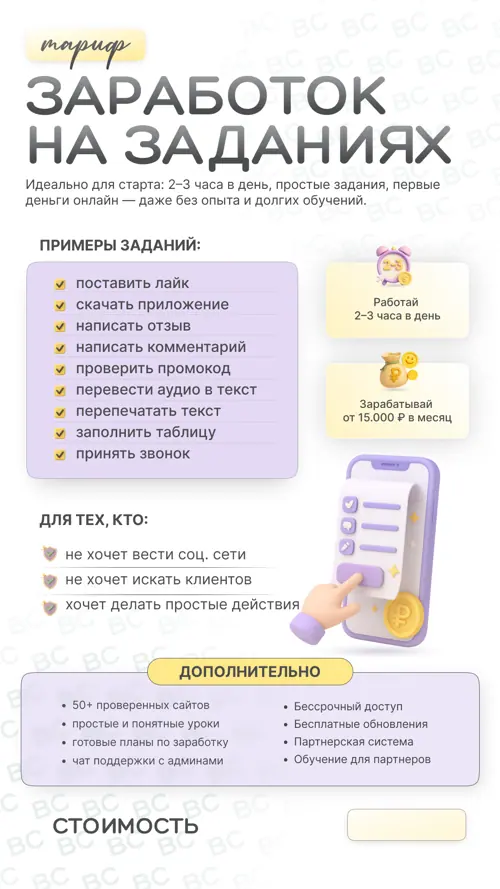 тариф
ЗАРАБОТОК
НА ЗАДАНИЯХ
Идеально для старта: 2–3 часа в день, простые задания, первые
деньги онлайн — даже без опыта и долгих обучений.
ПРИМЕРЫ ЗАДАНИЙ:
поставить лайк
скачать приложение
написать отзыв
написать комментарий
проверить промокод
перевести аудио в текст
перепечатать текст
заполнить таблицу
принять звонок
2-3
Работай
2–3 часа в день
Зарабатывай
от 15.000 ₽ в месяц
ДЛЯ ТЕХ, КТО:
не хочет вести соц. сети
не хочет искать клиентов
хочет делать простые действия
ДОПОЛНИТЕЛЬНО
• 50+ проверенных сайтов
• простые и понятные уроки
• готовые планы по заработку
• чат поддержки с админами
• Бессрочный доступ
• Бесплатные обновления
• Партнерская система
• Обучение для партнеров
СТОИМОСТЬ